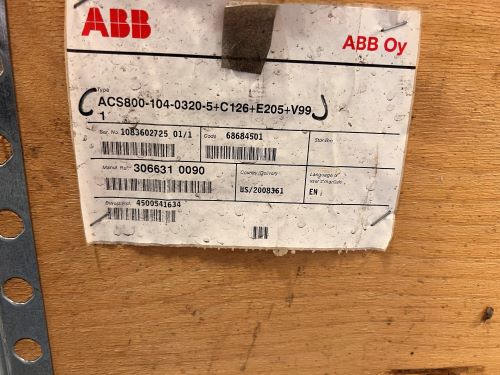 ABB
ABB Oy
Type
ACS800-104-0320-5+C126+E205+V99
1
Ser. No. 1083602725 01/1
Code 68684501
306631 0090
US/2008361
EN
4500541634